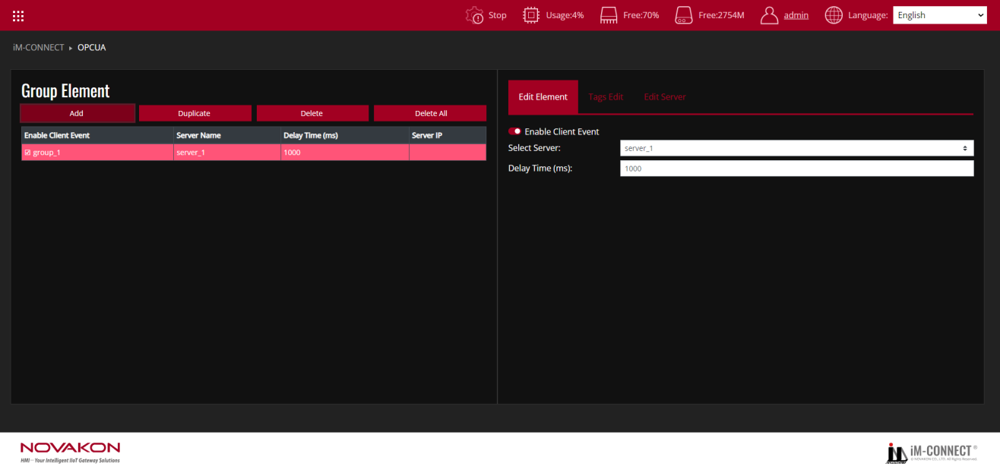 Stop Usage:4% Free:70% Free:2754M admin Language: English
iM-CONNECT ▸ OPCUA
Group Element
Add Duplicate Delete Delete All
Enable Client Event Server Name Delay Time (ms) Server IP
group_1 server_1 1000
Edit Element Tags Edit Edit Server
Enable Client Event
Select Server: server_1
Delay Time (ms): 1000
NOVAKON
HMI – Your Intelligent IIoT Gateway Solutions
iM-CONNECT ®
© NOVAKON CO., LTD. All Rights Reserved.